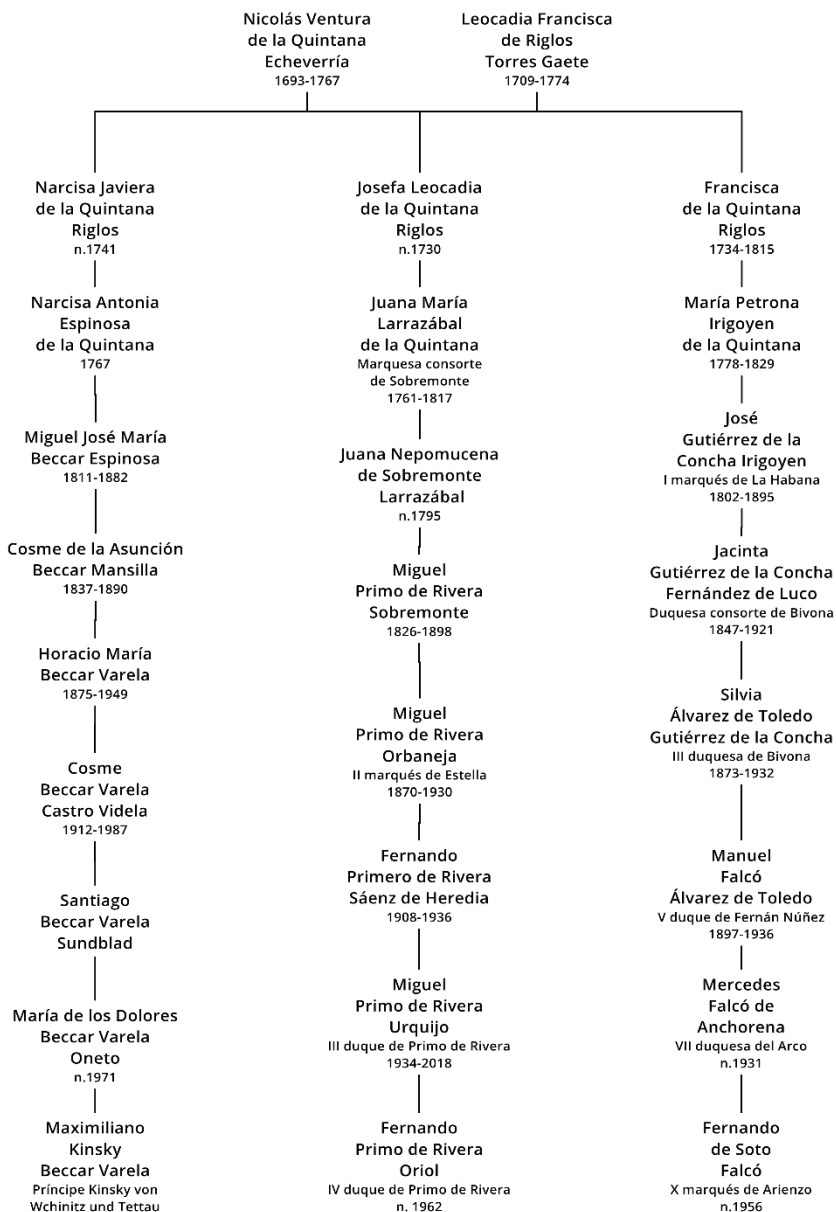 Nicolás Ventura
de la Quintana
Echeverría
1693-1767
Leocadia Francisca
de Riglos
Torres Gaete
1709-1774
Narcisa Javiera
de la Quintana
Riglos
n.1741
Narcisa Antonia
Espinosa
de la Quintana
1767
Miguel José María
Beccar Espinosa
1811-1882
Cosme de la Asunción
Beccar Mansilla
1837-1890
Horacio María
Beccar Varela
1875-1949
Cosme
Beccar Varela
Castro Videla
1912-1987
Santiago
Beccar Varela
Sundblad
María de los Dolores
Beccar Varela
Oneto
n.1971
Maximiliano
Kinsky
Beccar Varela
Príncipe Kinsky von
Wchinitz und Tettau
Josefa Leocadia
de la Quintana
Riglos
n.1730
Juana María
Larrazábal
de la Quintana
Marquesa consorte
de Sobremonte
1761-1817
Juana Nepomucena
de Sobremonte
Larrazábal
n.1795
Miguel
Primo de Rivera
Sobremonte
1826-1898
Miguel
Primo de Rivera
Orbaneja
II marqués de Estella
1870-1930
Fernando
Primero de Rivera
Sáenz de Heredia
1908-1936
Miguel
Primo de Rivera
Urquijo
III duque de Primo de Rivera
1934-2018
Fernando
Primo de Rivera
Oriol
IV duque de Primo de Rivera
n. 1962
Francisca
de la Quintana
Riglos
1734-1815
María Petrona
Irigoyen
de la Quintana
1778-1829
José
Gutiérrez de la
Concha Irigoyen
I marqués de La Habana
1802-1895
Jacinta
Gutiérrez de la Concha
Fernández de Luco
Duquesa consorte de Bivona
1847-1921
Silvia
Álvarez de Toledo
Gutiérrez de la Concha
III duquesa de Bivona
1873-1932
Manuel
Falcó
Álvarez de Toledo
V duque de Fernán Núñez
1897-1936
Mercedes
Falcó de
Anchorena
VII duquesa del Arco
n.1931
Fernando
de Soto
Falcó
X marqués de Arienzo
n.1956